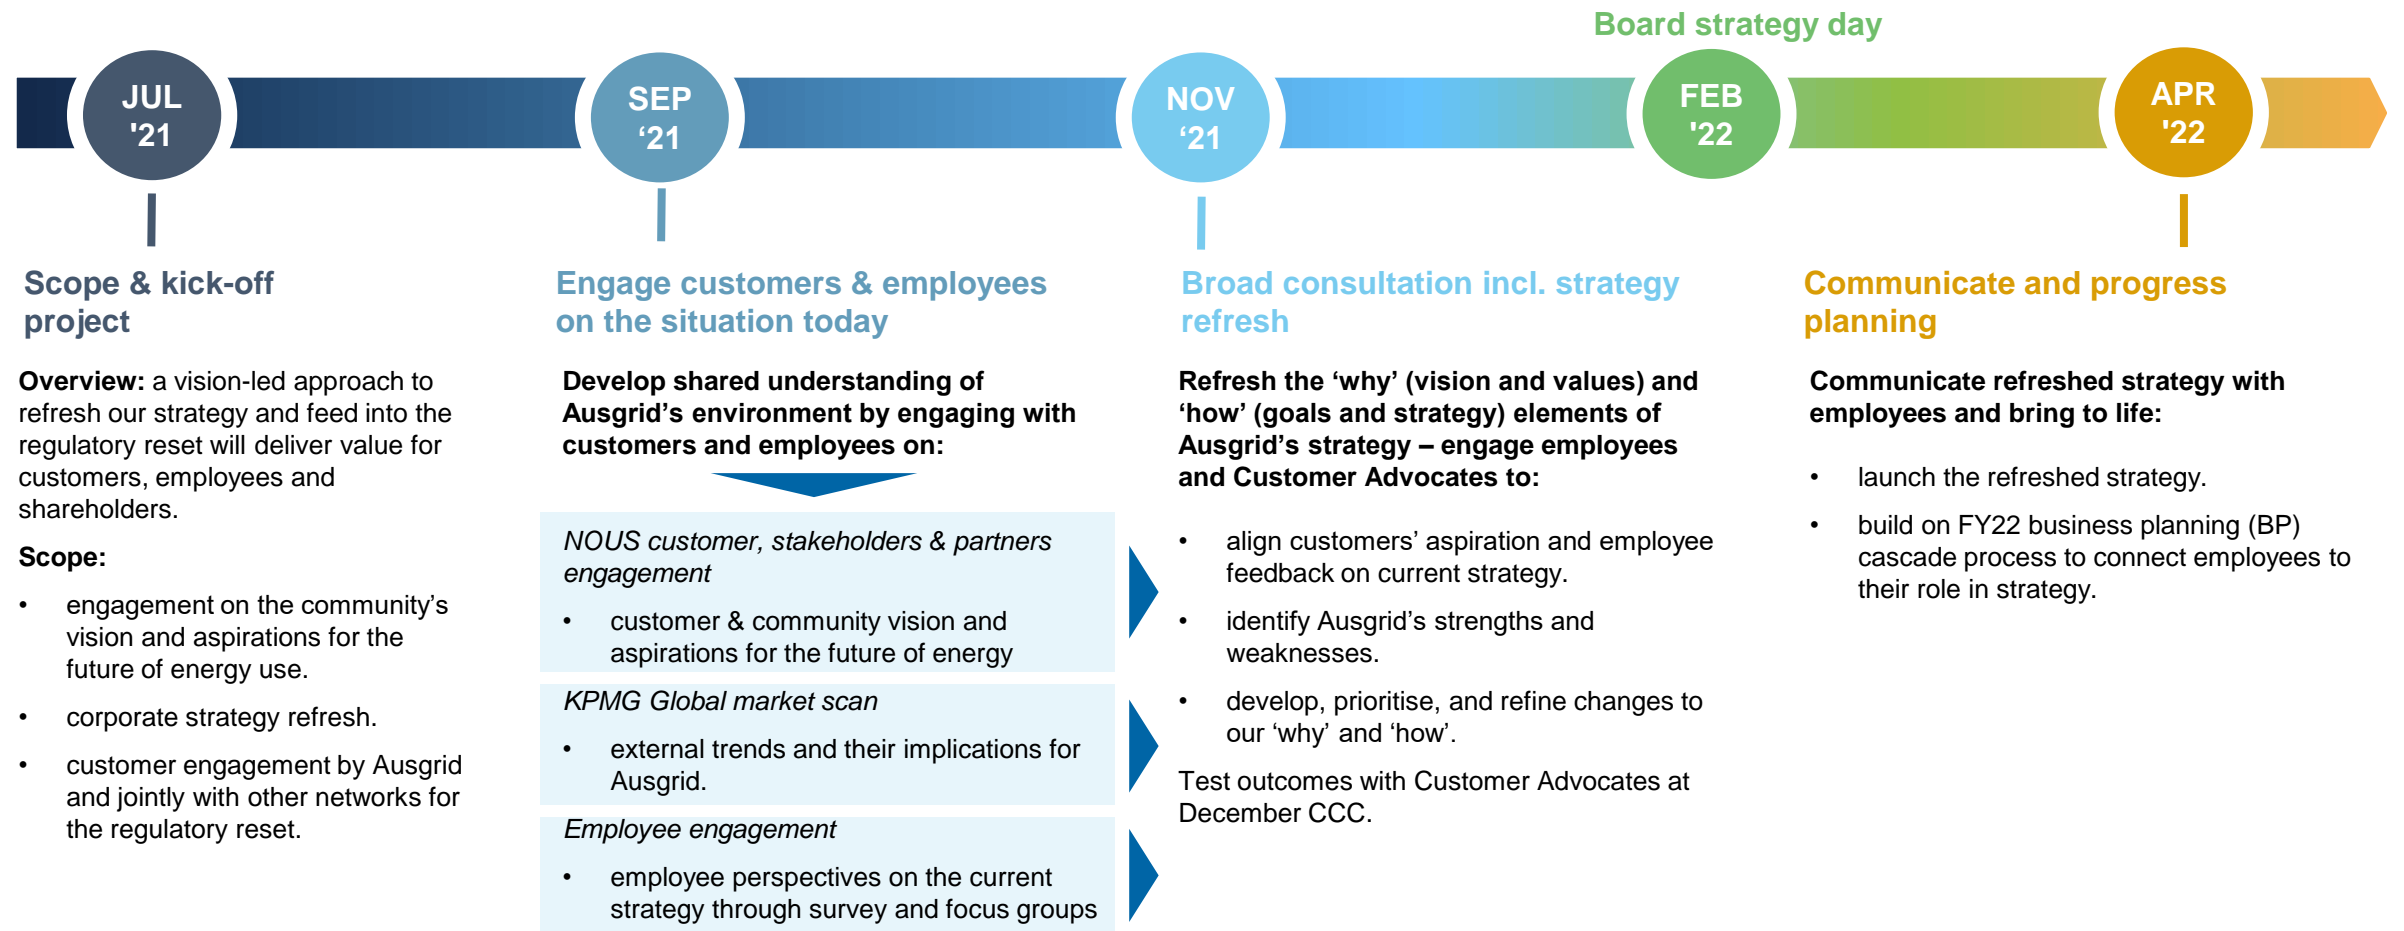 Board strategy day
JUL
'21
SEP
‘21
NOV
‘21
FEB
'22
APR
'22
Scope & kick-off
project
Overview: a vision-led approach to
refresh our strategy and feed into the
regulatory reset will deliver value for
customers, employees and
shareholders.
Scope:
• engagement on the community’s
vision and aspirations for the
future of energy use.
• corporate strategy refresh.
• customer engagement by Ausgrid
and jointly with other networks for
the regulatory reset.
Engage customers & employees
on the situation today
Develop shared understanding of
Ausgrid’s environment by engaging with
customers and employees on:
NOUS customer, stakeholders & partners
engagement
• customer & community vision and
aspirations for the future of energy
KPMG Global market scan
• external trends and their implications for
Ausgrid.
Employee engagement
• employee perspectives on the current
strategy through survey and focus groups
Broad consultation incl. strategy
refresh
Refresh the ‘why’ (vision and values) and
‘how’ (goals and strategy) elements of
Ausgrid’s strategy – engage employees
and Customer Advocates to:
• align customers’ aspiration and employee
feedback on current strategy.
• identify Ausgrid’s strengths and
weaknesses.
• develop, prioritise, and refine changes to
our ‘why’ and ‘how’.
Test outcomes with Customer Advocates at
December CCC.
Communicate and progress
planning
Communicate refreshed strategy with
employees and bring to life:
• launch the refreshed strategy.
• build on FY22 business planning (BP)
cascade process to connect employees to
their role in strategy.